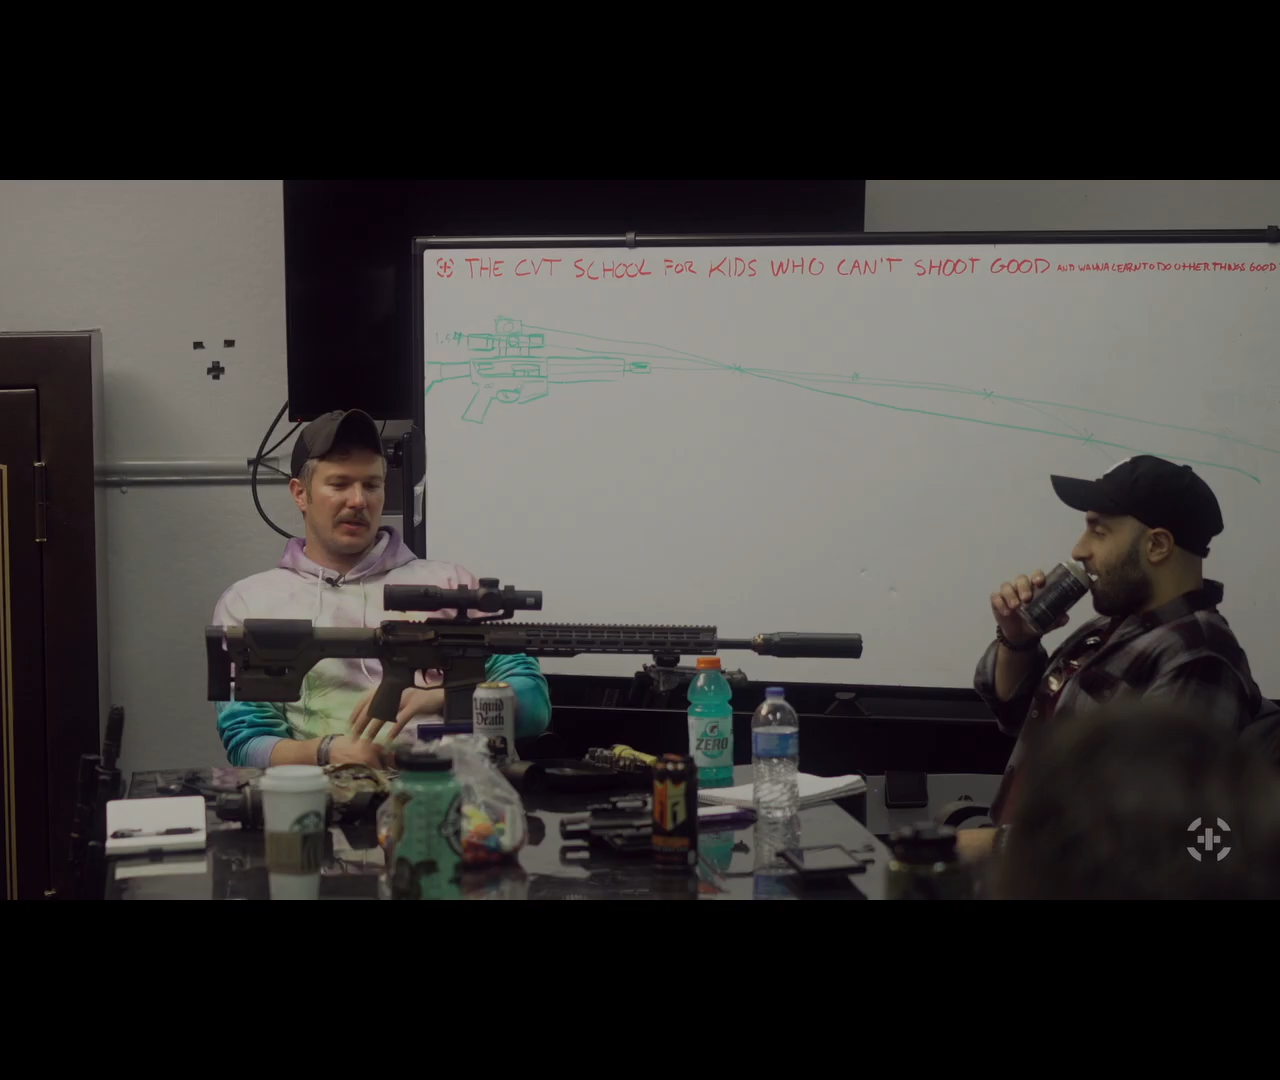 THE CVT SCHOOL FOR KIDS WHO CAN'T SHOOT GOOD AND WANNA LEARN TO DO OTHER THINGS GOOD
Liquid
Death
G
ZERO